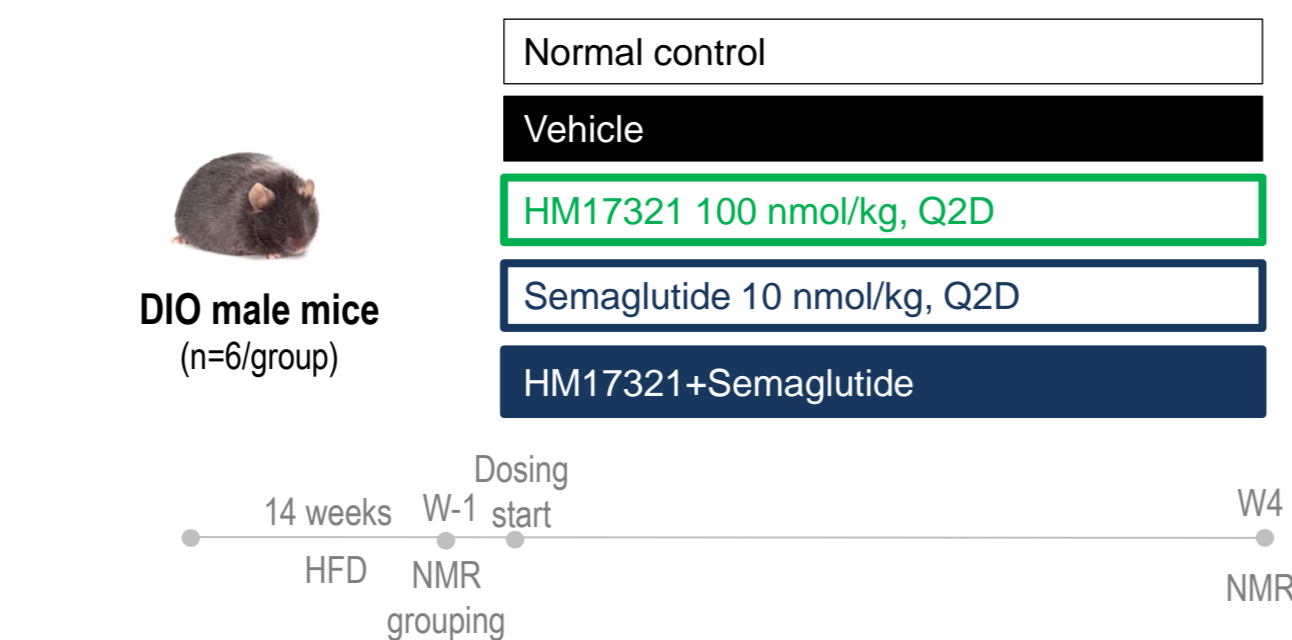 Normal control
Vehicle
HM17321 100 nmol/kg, Q2D
Semaglutide 10 nmol/kg, Q2D
HM17321+Semaglutide
DIO male mice
(n=6/group)
Dosing
start
14 weeks
W-1
W4
HFD
NMR
grouping
NMR